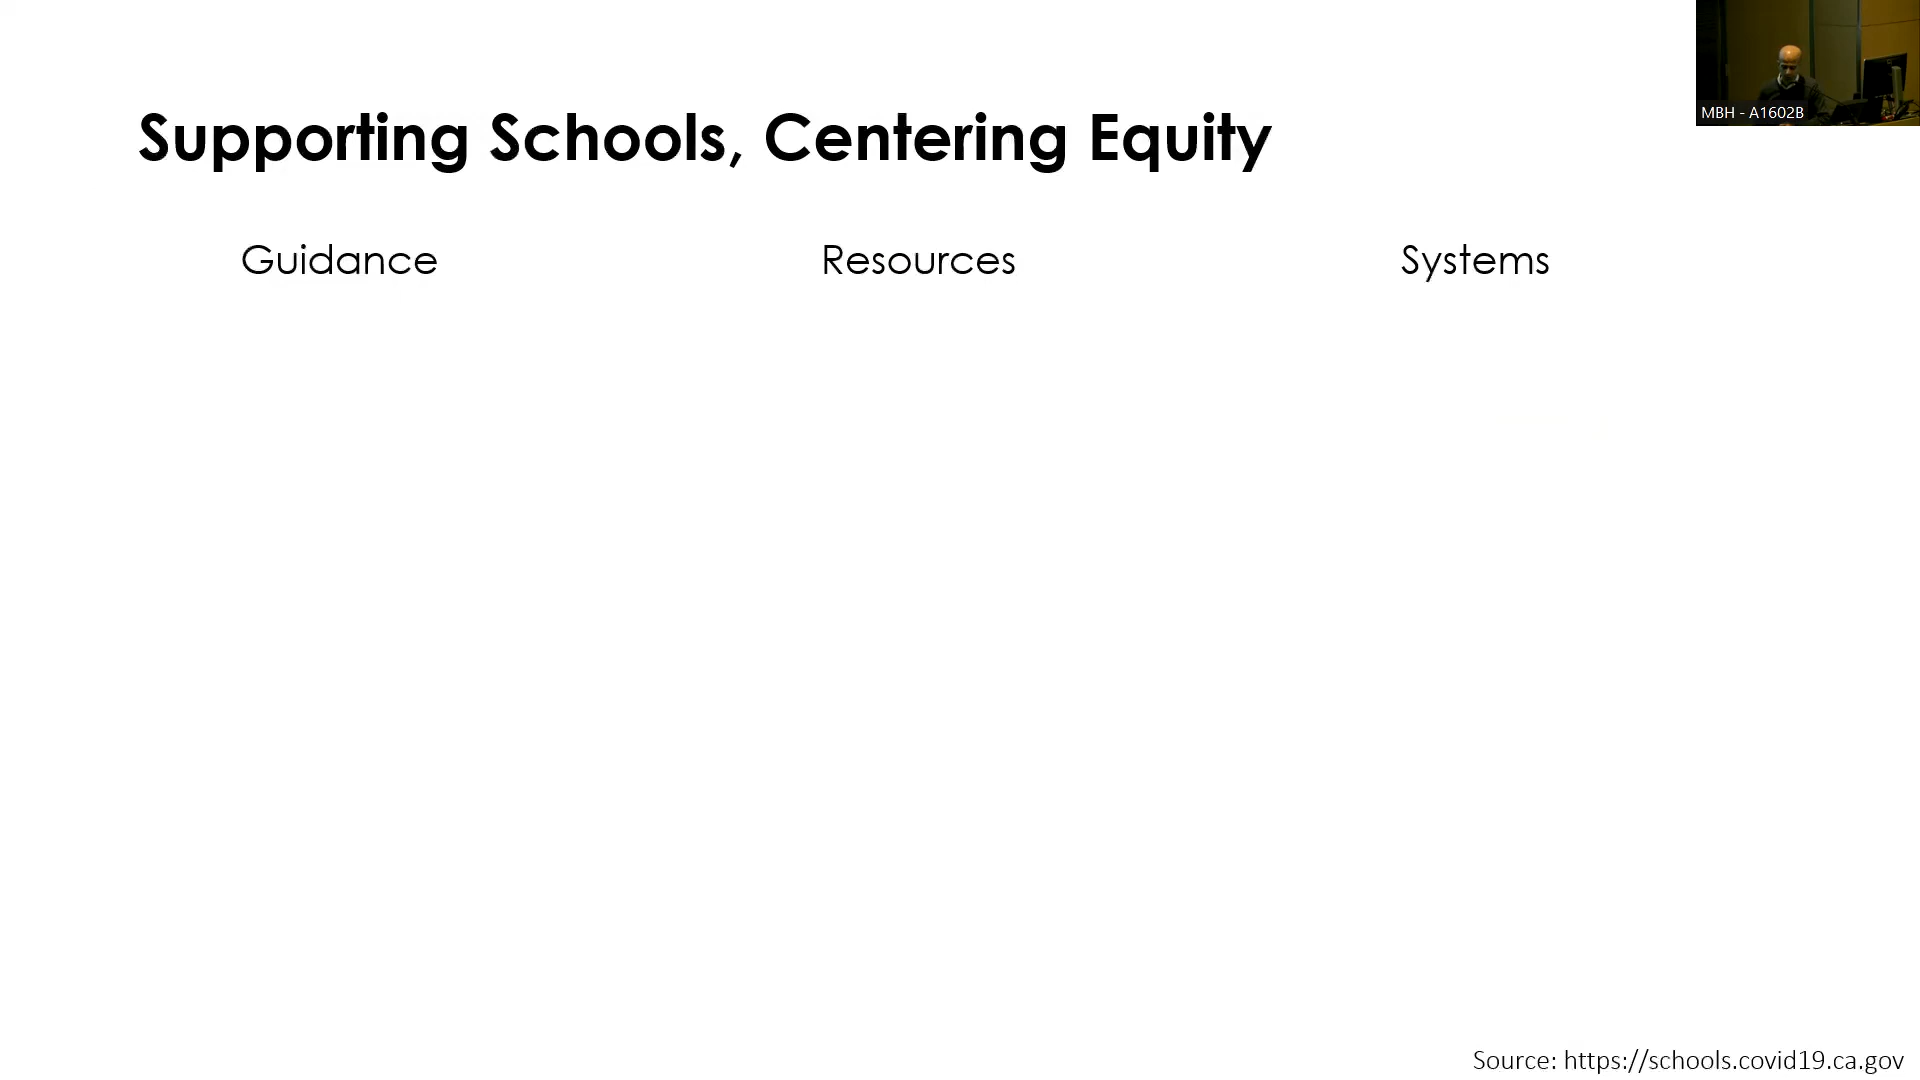 MBH - A1602B
Supporting Schools, Centering Equity
Guidance
Resources
Systems
Source: https://schools.covid19.ca.gov